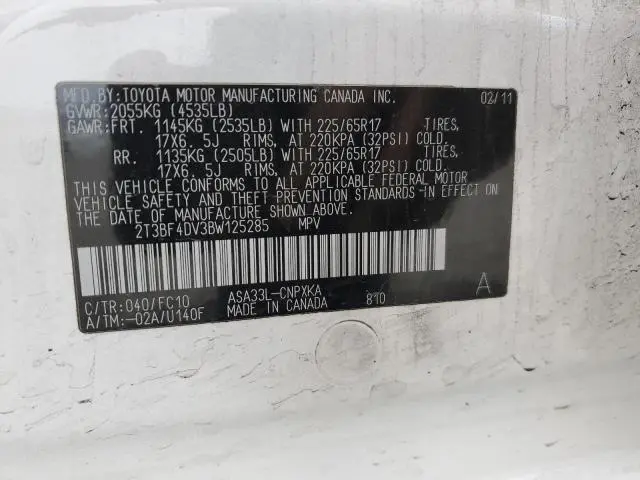 MFD.BY:TOYOTA MOTOR MANUFACTURING CANADA INC. 02/11
GVWR:2055KG (4535LB)
GAWR:FRT. 1145KG (2535LB) WITH 225/65R17 TIRES,
17X6.5J RIMS, AT 220KPA (32PSI) COLD.
RR. 1135KG (2505LB) WITH 225/65R17 TIRES,
17X6.5J RIMS, AT 220KPA (32PSI) COLD.
THIS VEHICLE CONFORMS TO ALL APPLICABLE FEDERAL MOTOR
VEHICLE SAFETY AND THEFT PREVENTION STANDARDS IN EFFECT ON
THE DATE OF MANUFACTURE SHOWN ABOVE.
2T3BF4DV3BW125285 MPV
C/TR:040/FC10 ASA33L-CNPXKA 810 A
A/TM:-02A/U140F MADE IN CANADA